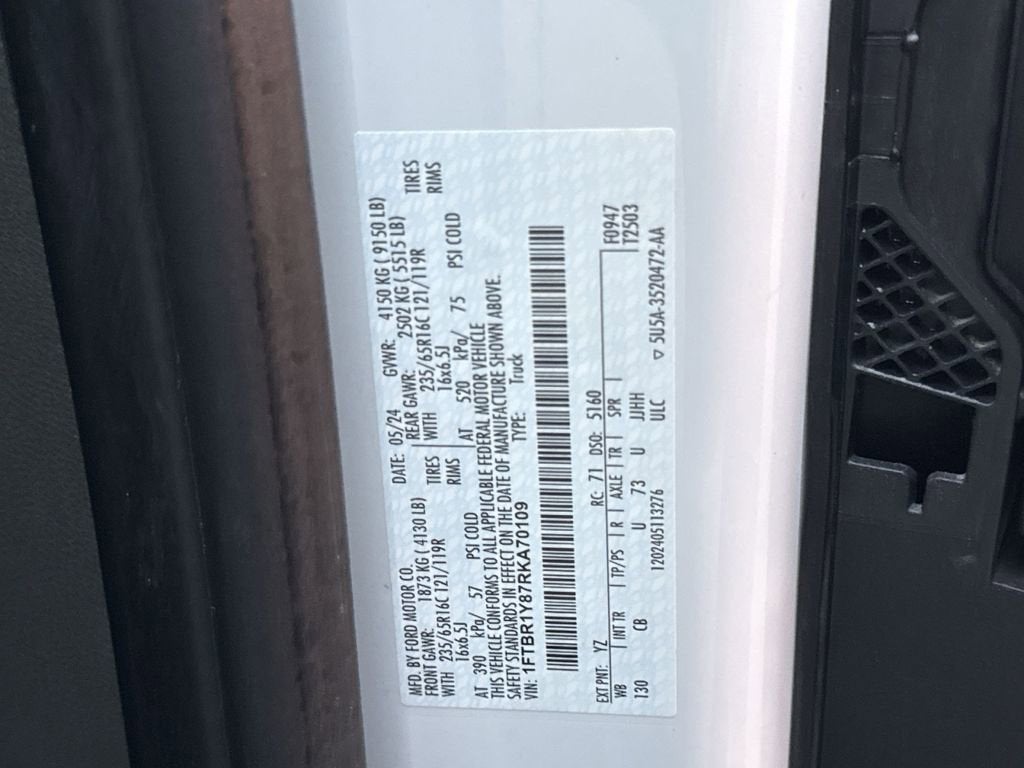 MFD. BY FORD MOTOR CO. DATE: 05/24 GVWR: 4150 KG ( 9150 LB)
FRONT GAWR: 1873 KG ( 4130 LB) REAR GAWR: 2502 KG ( 5515 LB)
WITH 235/65R16C 121/119R TIRES WITH 235/65R16C 121/119R TIRES
16x6.5J RIMS 16x6.5J RIMS
AT 390 kPa/ 57 PSI COLD AT 520 kPa/ 75 PSI COLD
THIS VEHICLE CONFORMS TO ALL APPLICABLE FEDERAL MOTOR VEHICLE
SAFETY STANDARDS IN EFFECT ON THE DATE OF MANUFACTURE SHOWN ABOVE.
VIN: 1FTBR1Y87RKA70109 TYPE: Truck
EXT PNT: YZ RC: 71 DSO: 5160 F0947
WB INT TR TP/PS R AXLE TR SPR T2503
130 CB U 73 U JJHH
1202405113276 ULC ▽ 5U5A-3520472-AA